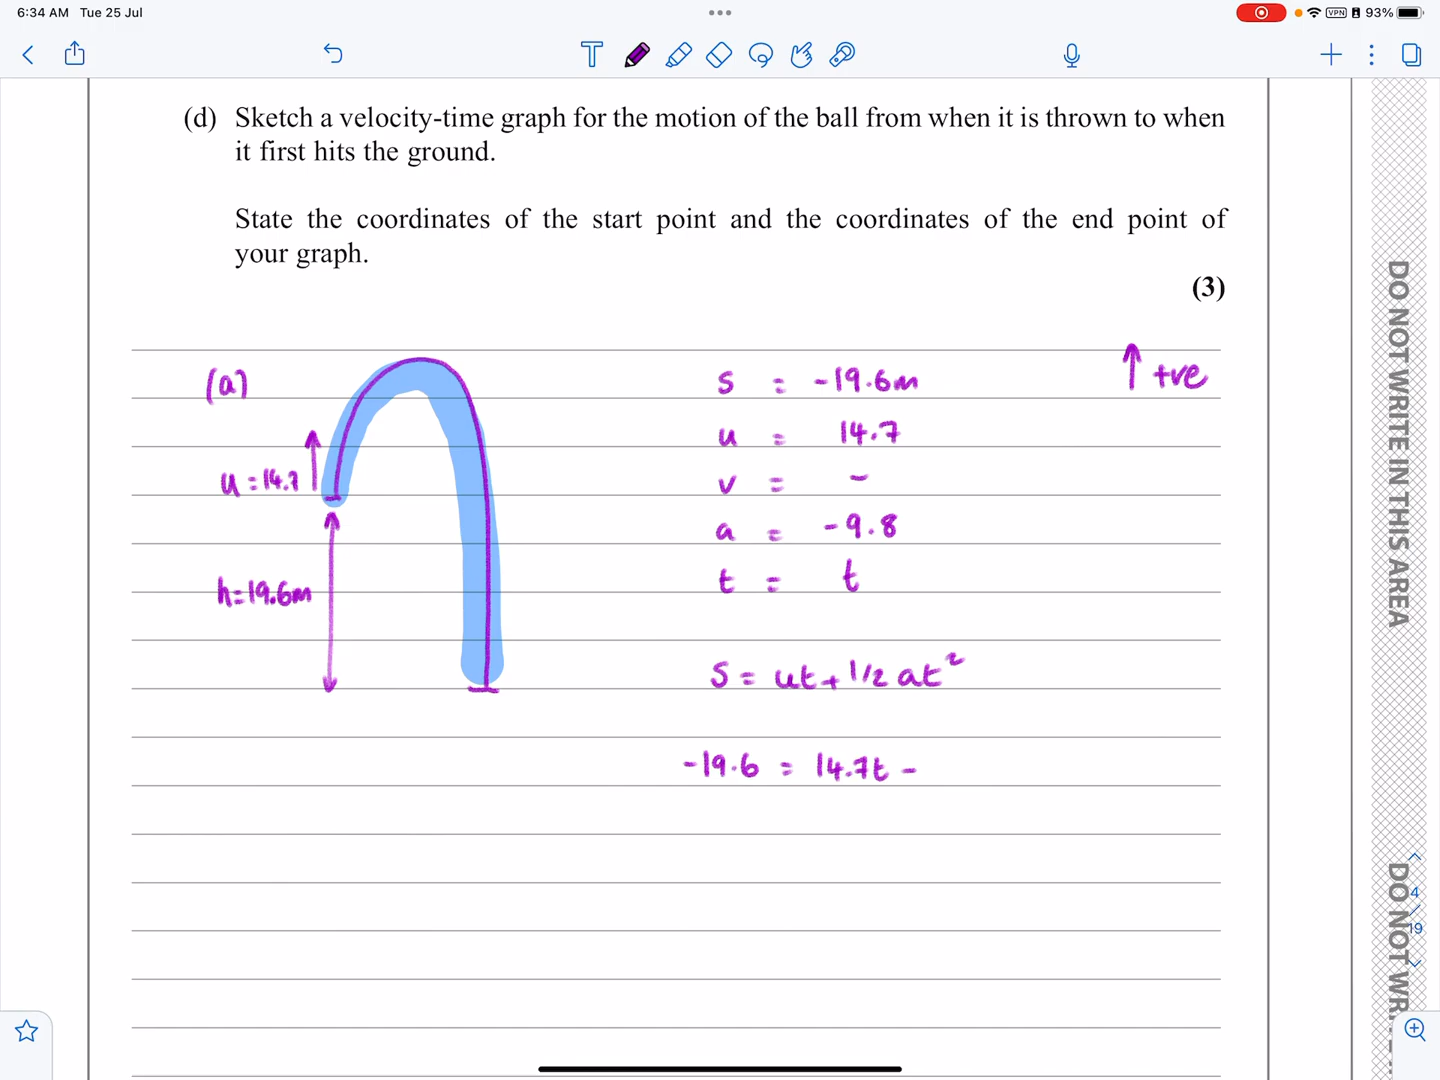 6:34 AM Tue 25 Jul
VPN 93%
T
(d) Sketch a velocity-time graph for the motion of the ball from when it is thrown to when
it first hits the ground.
State the coordinates of the start point and the coordinates of the end point of
your graph.
(3)
(a)
u = 14.7
h = 19.6m
s = -19.6m
u = 14.7
v = -
a = -9.8
t = t
+ve
s = ut + 1/2 at²
-19.6 = 14.7t -
DO NOT WRITE IN THIS AREA
DO NOT WR
4
19